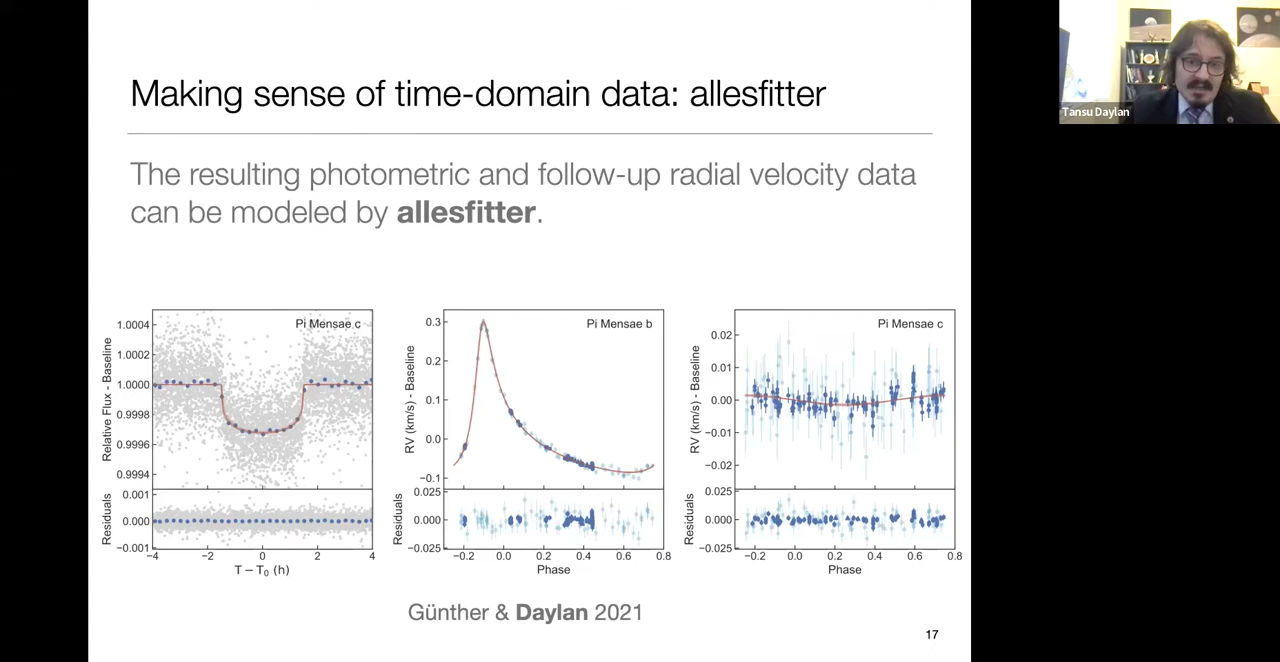 Making sense of time-domain data: allesfitter
The resulting photometric and follow-up radial velocity data
can be modeled by allesfitter.
Pi Mensae c
Relative Flux - Baseline
1.0004
1.0002
1.0000
0.9998
0.9996
0.9994
Residuals
0.001
0.000
−0.001
−4
−2
0
2
4
T − T₀ (h)
Pi Mensae b
RV (km/s) - Baseline
0.3
0.2
0.1
0.0
−0.1
Residuals
0.025
0.000
−0.025
−0.2
0.0
0.2
0.4
0.6
0.8
Phase
Pi Mensae c
RV (km/s) - Baseline
0.02
0.01
0.00
−0.01
−0.02
Residuals
0.025
0.000
−0.025
−0.2
0.0
0.2
0.4
0.6
0.8
Phase
Günther & Daylan 2021
17
Tansu Daylan